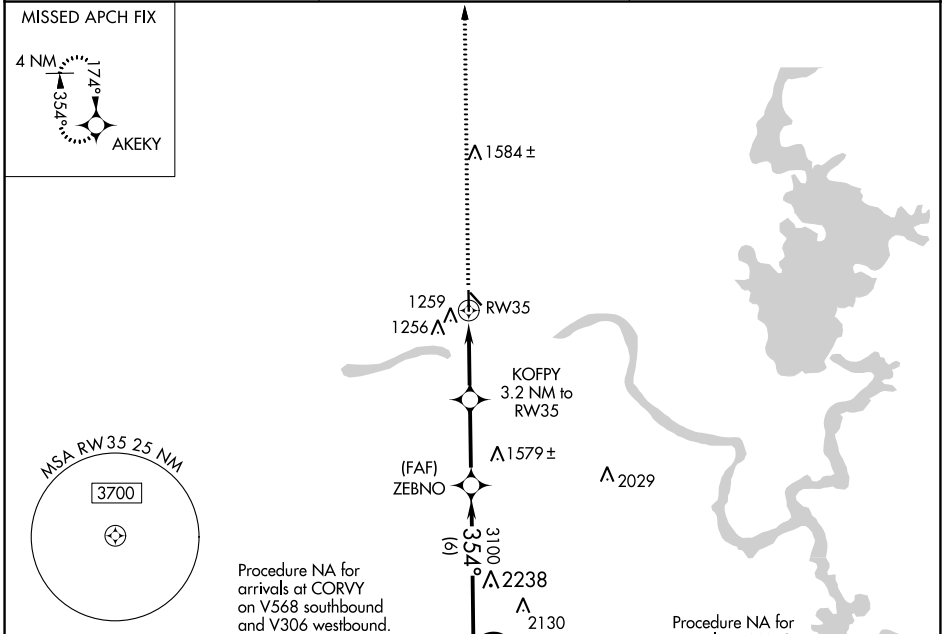 MISSED APCH FIX
4 NM
174°
354°
AKEKY
1584 ±
1259
RW35
1256
KOFPY
3.2 NM to
RW35
1579 ±
(FAF)
ZEBNO
2029
MSA RW35 25 NM
3700
3100
354°
(6)
2238
2130
Procedure NA for
arrivals at CORVY
on V568 southbound
and V306 westbound.
Procedure NA for